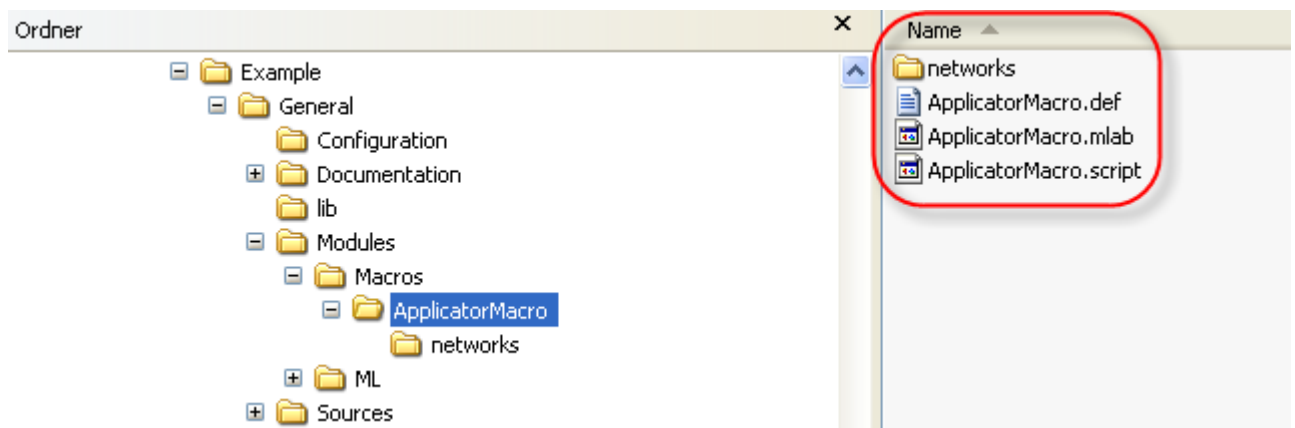 Ordner
Example
General
Configuration
Documentation
lib
Modules
Macros
ApplicatorMacro
networks
ML
Sources
Name
networks
ApplicatorMacro.def
ApplicatorMacro.mlab
ApplicatorMacro.script